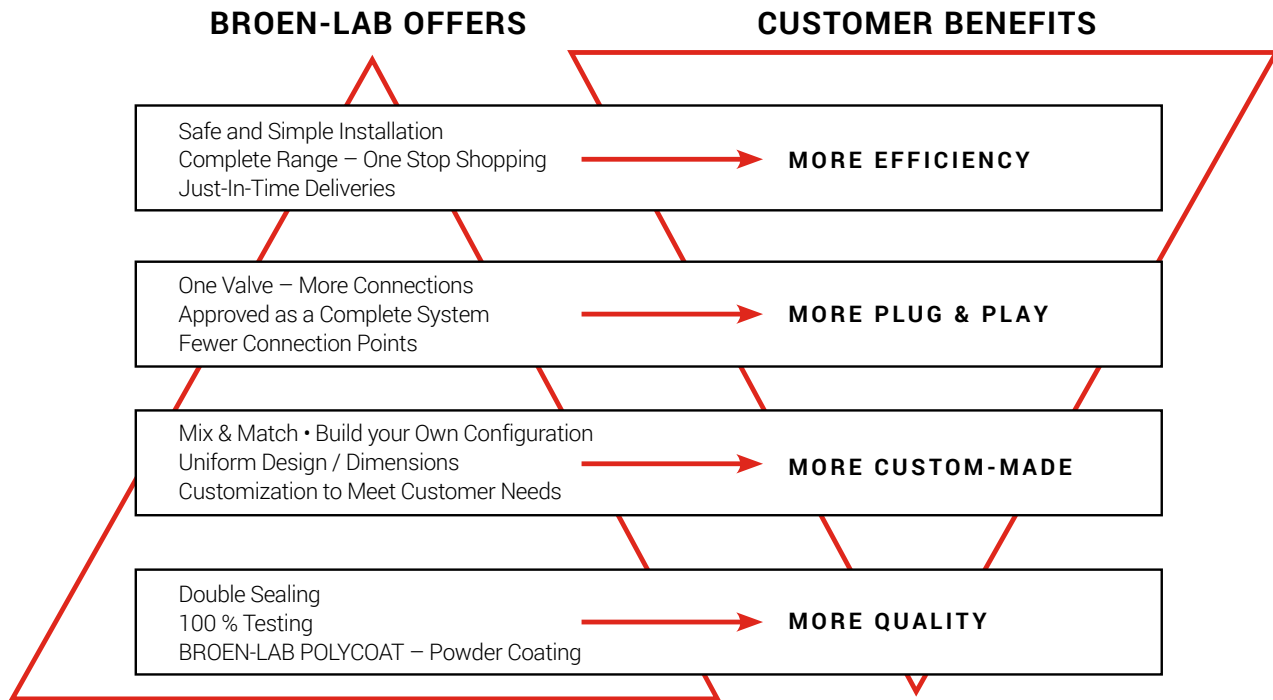 BROEN-LAB OFFERS
CUSTOMER BENEFITS
Safe and Simple Installation
Complete Range – One Stop Shopping
Just-In-Time Deliveries
MORE EFFICIENCY
One Valve – More Connections
Approved as a Complete System
Fewer Connection Points
MORE PLUG & PLAY
Mix & Match • Build your Own Configuration
Uniform Design / Dimensions
Customization to Meet Customer Needs
MORE CUSTOM-MADE
Double Sealing
100 % Testing
BROEN-LAB POLYCOAT – Powder Coating
MORE QUALITY